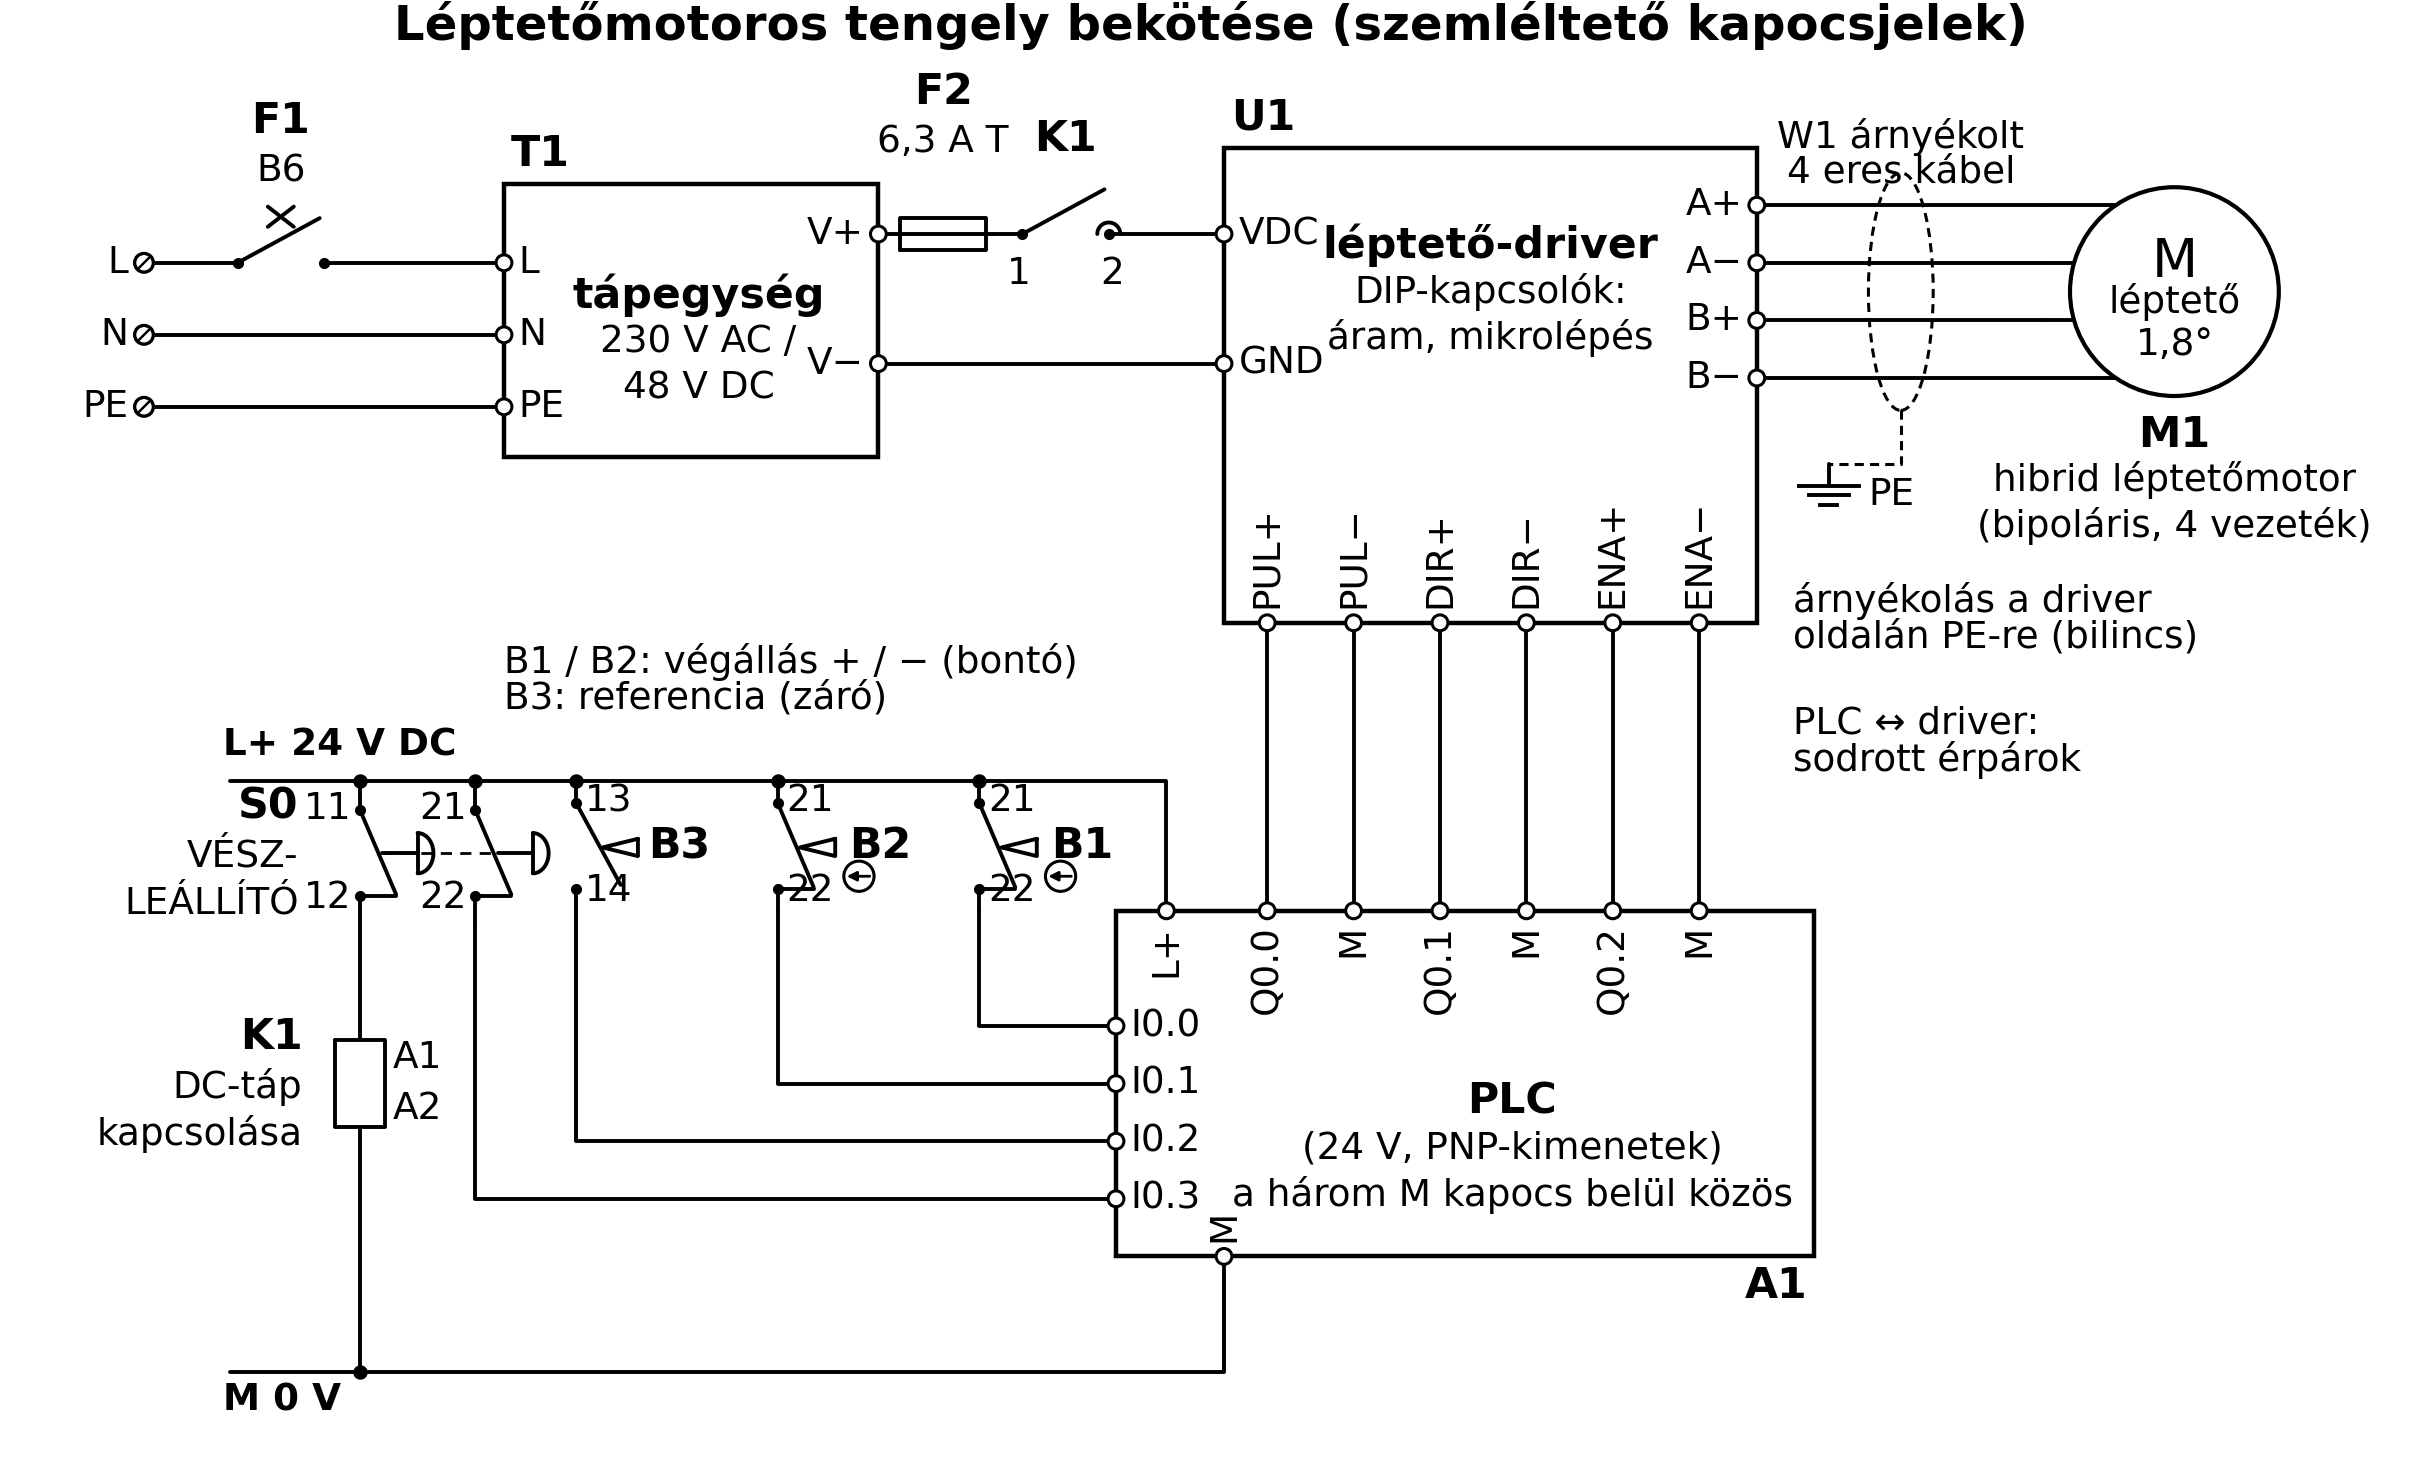 Léptetőmotoros tengely bekötése (szemléltető kapocsjelek)
F1
B6
L
N
PE
T1
L
N
PE
tápegység
230 V AC /
48 V DC
V+
V−
F2
6,3 A T
K1
1
2
U1
VDC
GND
léptető-driver
DIP-kapcsolók:
áram, mikrolépés
A+
A−
B+
B−
PUL+
PUL−
DIR+
DIR−
ENA+
ENA−
W1 árnyékolt
4 eres kábel
PE
M
léptető
1,8°
M1
hibrid léptetőmotor
(bipoláris, 4 vezeték)
árnyékolás a driver
oldalán PE-re (bilincs)
PLC ↔ driver:
sodrott érpárok
B1 / B2: végállás + / − (bontó)
B3: referencia (záró)
L+ 24 V DC
S0
VÉSZ-
LEÁLLÍTÓ
11
12
21
22
13
14
B3
21
22
B2
21
22
B1
K1
DC-táp
kapcsolása
A1
A2
L+
Q0.0
M
Q0.1
M
Q0.2
M
I0.0
I0.1
I0.2
I0.3
PLC
(24 V, PNP-kimenetek)
a három M kapocs belül közös
M
A1
M 0 V